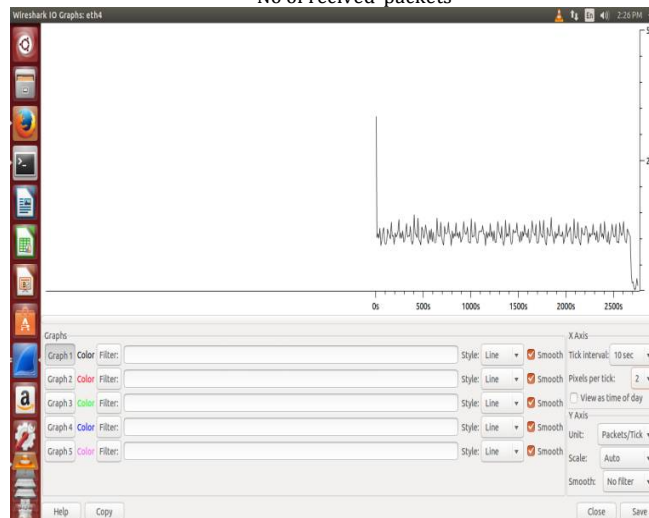 No of recived packets
Wireshark IO Graphs: eth4
En 2:26 PM
0s 500s 1000s 1500s 2000s 2500s
Graphs
X Axis
Graph 1 Color Filter: Style: Line Smooth Tick interval: 10 sec
Graph 2 Color Filter: Style: Line Smooth Pixels per tick: 2
Graph 3 Color Filter: Style: Line Smooth View as time of day
Y Axis
Graph 4 Color Filter: Style: Line Smooth Unit: Packets/Tick
Graph 5 Color Filter: Style: Line Smooth Scale: Auto
Smooth: No filter
Help Copy Close Save